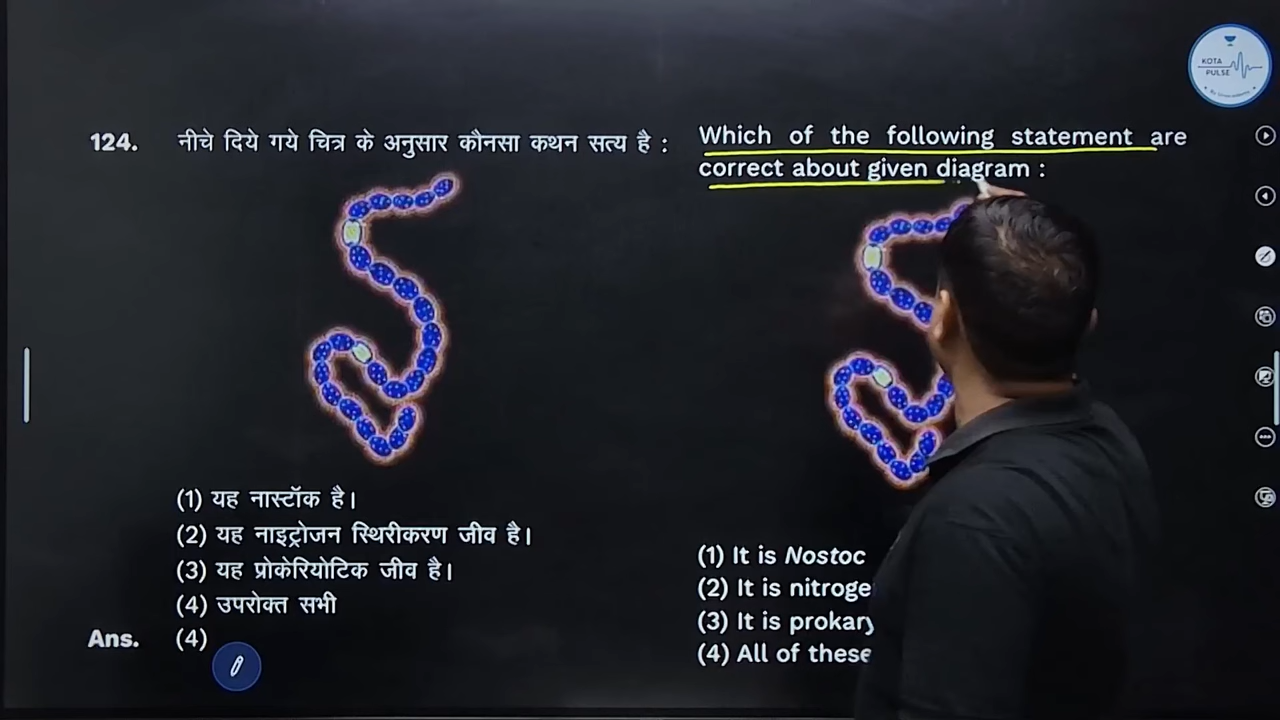 KOTA
PULSE
124. नीचे दिये गये चित्र के अनुसार कौनसा कथन सत्य है :
Which of the following statement are
correct about given diagram :
(1) यह नास्टॉक है।
(2) यह नाइट्रोजन स्थिरीकरण जीव है।
(3) यह प्रोकेरियोटिक जीव है।
(4) उपरोक्त सभी
Ans. (4)
(1) It is Nostoc
(2) It is
(3) It is
(4) All of these